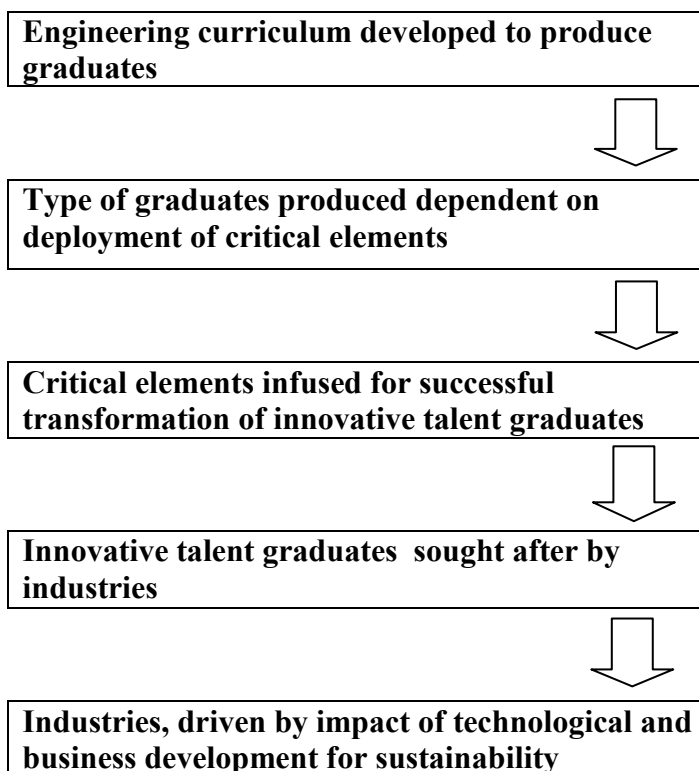 Engineering curriculum developed to produce
graduates
Type of graduates produced dependent on
deployment of critical elements
Critical elements infused for successful
transformation of innovative talent graduates
Innovative talent graduates sought after by
industries
Industries, driven by impact of technological and
business development for sustainability